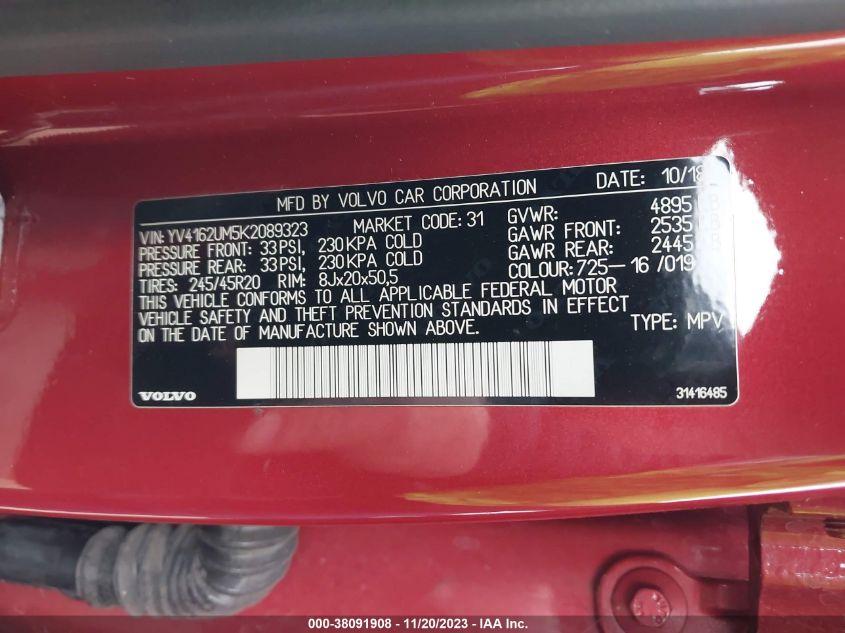 MFD BY VOLVO CAR CORPORATION DATE: 10/18
VIN: YV4162UM5K2089323 MARKET CODE: 31 GVWR: 4895 LB
PRESSURE FRONT: 33PSI, 230KPA COLD GAWR FRONT: 2535 LB
PRESSURE REAR: 33PSI, 230KPA COLD GAWR REAR: 2445 LB
TIRES: 245/45R20 RIM: 8Jx20x50,5 COLOUR: 725-16/019
THIS VEHICLE CONFORMS TO ALL APPLICABLE FEDERAL MOTOR
VEHICLE SAFETY AND THEFT PREVENTION STANDARDS IN EFFECT
ON THE DATE OF MANUFACTURE SHOWN ABOVE. TYPE: MPV
VOLVO 31416485
000-38091908 - 11/20/2023 - IAA Inc.